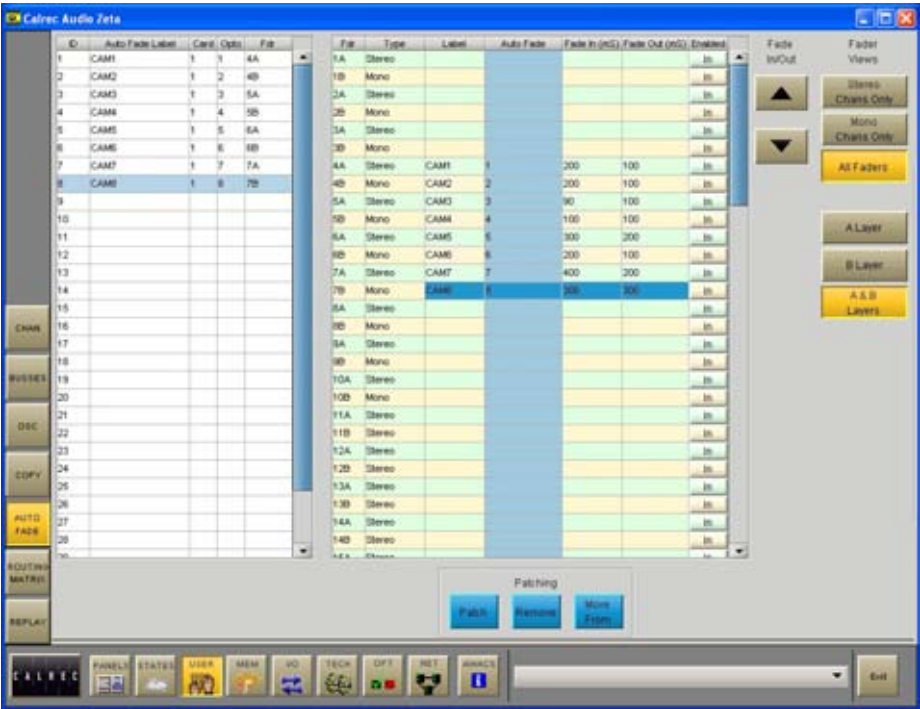 Calrec Audio Zeta
ID Auto Fade Label Card Opto Fdr
1 CAM1 1 1 4A
2 CAM2 1 2 4B
3 CAM3 1 3 5A
4 CAM4 1 4 5B
5 CAM5 1 5 6A
6 CAM6 1 6 6B
7 CAM7 1 7 7A
8 CAM8 1 8 7B
9
10
11
12
13
14
15
16
17
18
19
20
21
22
23
24
25
26
27
28
29
Fdr Type Label Auto Fade Fade In (mS) Fade Out (mS) Enabled
1A Stereo In
1B Mono In
2A Stereo In
2B Mono In
3A Stereo In
3B Mono In
4A Stereo CAM1 1 200 100 In
4B Mono CAM2 2 200 100 In
5A Stereo CAM3 3 90 100 In
5B Mono CAM4 4 100 100 In
6A Stereo CAM5 5 300 200 In
6B Mono CAM6 6 200 100 In
7A Stereo CAM7 7 400 200 In
7B Mono CAM8 8 300 300 In
8A Stereo In
8B Mono In
9A Stereo In
9B Mono In
10A Stereo In
10B Mono In
11A Stereo In
11B Mono In
12A Stereo In
12B Mono In
13A Stereo In
13B Mono In
14A Stereo In
14B Mono In
15A Stereo In
Fade
In/Out
Fader
Views
Stereo
Chans Only
Mono
Chans Only
All Faders
A Layer
B Layer
A & B
Layers
CHAN
BUSSES
OSC
COPY
AUTO
FADE
ROUTING
MATRIX
REPLAY
Patching
Patch
Remove
Move
From
CALREC
PANELS
STATES
USER
MEM
I/O
TECH
OPT
NET
AWACS
Exit